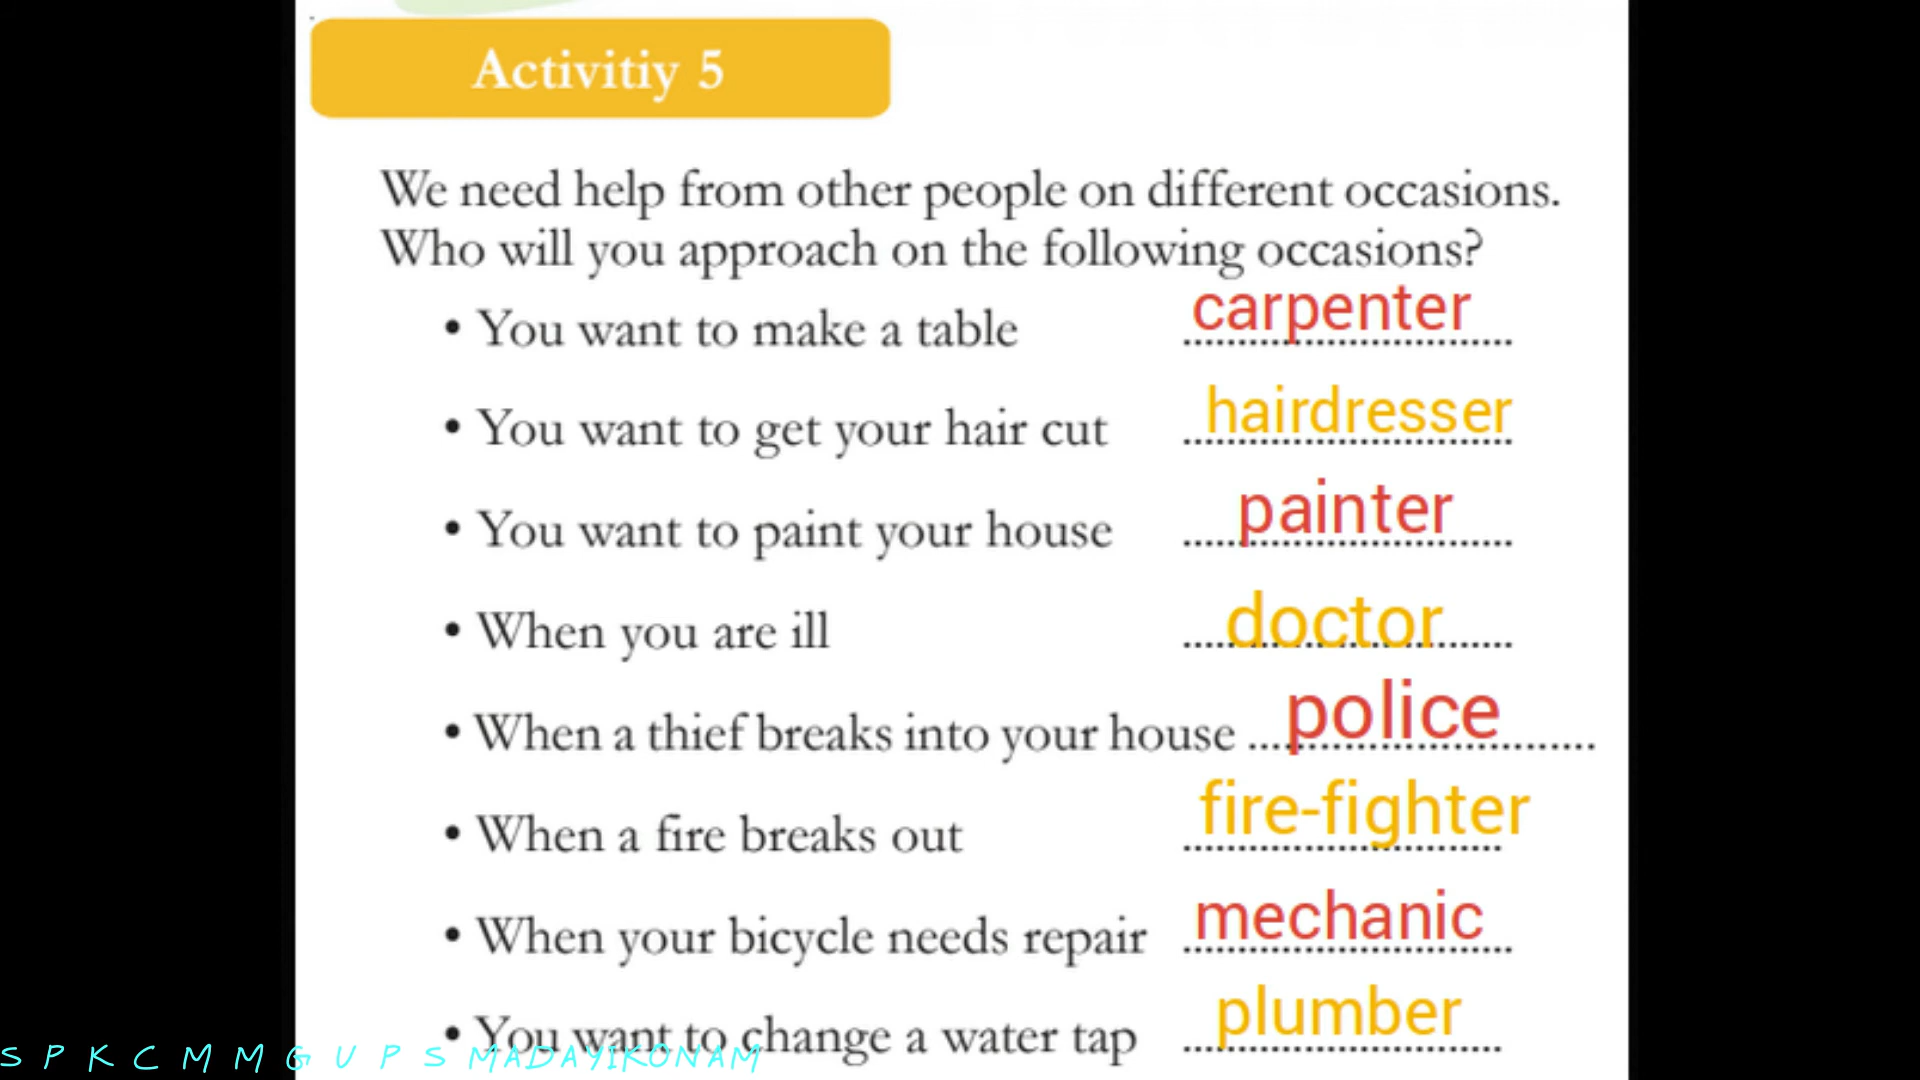 Activitiy 5
We need help from other people on different occasions.
Who will you approach on the following occasions?
• You want to make a table carpenter
• You want to get your hair cut hairdresser
• You want to paint your house painter
• When you are ill doctor
• When a thief breaks into your house police
• When a fire breaks out fire-fighter
• When your bicycle needs repair mechanic
• You want to change a water tap plumber
S P K C M M G U P S MADAYIKONAM